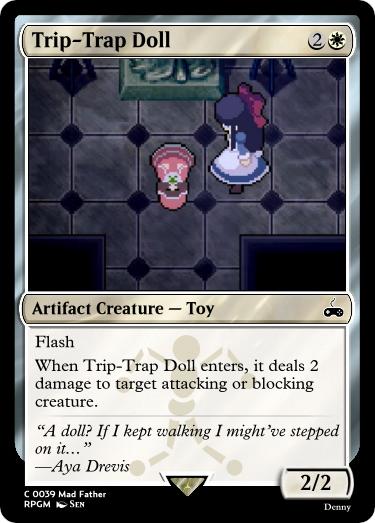 Trip-Trap Doll 2
Artifact Creature — Toy
Flash
When Trip-Trap Doll enters, it deals 2
damage to target attacking or blocking
creature.
“A doll? If I kept walking I might’ve stepped
on it…”
—Aya Drevis
2/2
C 0039 Mad Father
RPGM SEN
Denny